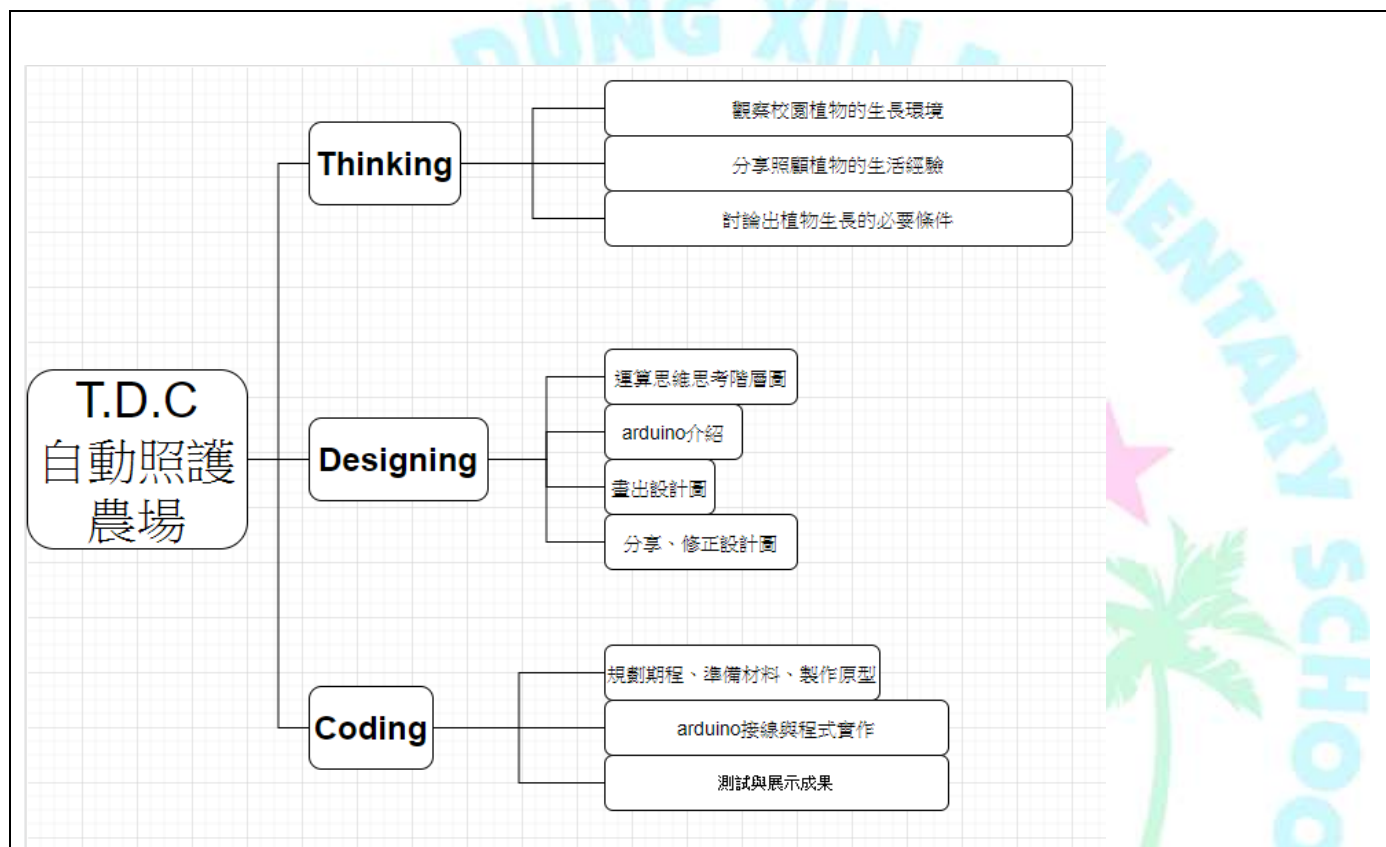 DUNG XIN
T.D.C
自動照護
農場
Thinking
觀察校園植物的生長環境
分享照顧植物的生活經驗
討論出植物生長的必要條件
Designing
運算思維思考階層圖
arduino介紹
畫出設計圖
分享、修正設計圖
Coding
規劃期程、準備材料、製作原型
arduino接線與程式實作
測試與展示成果
MENTARY SCHOO